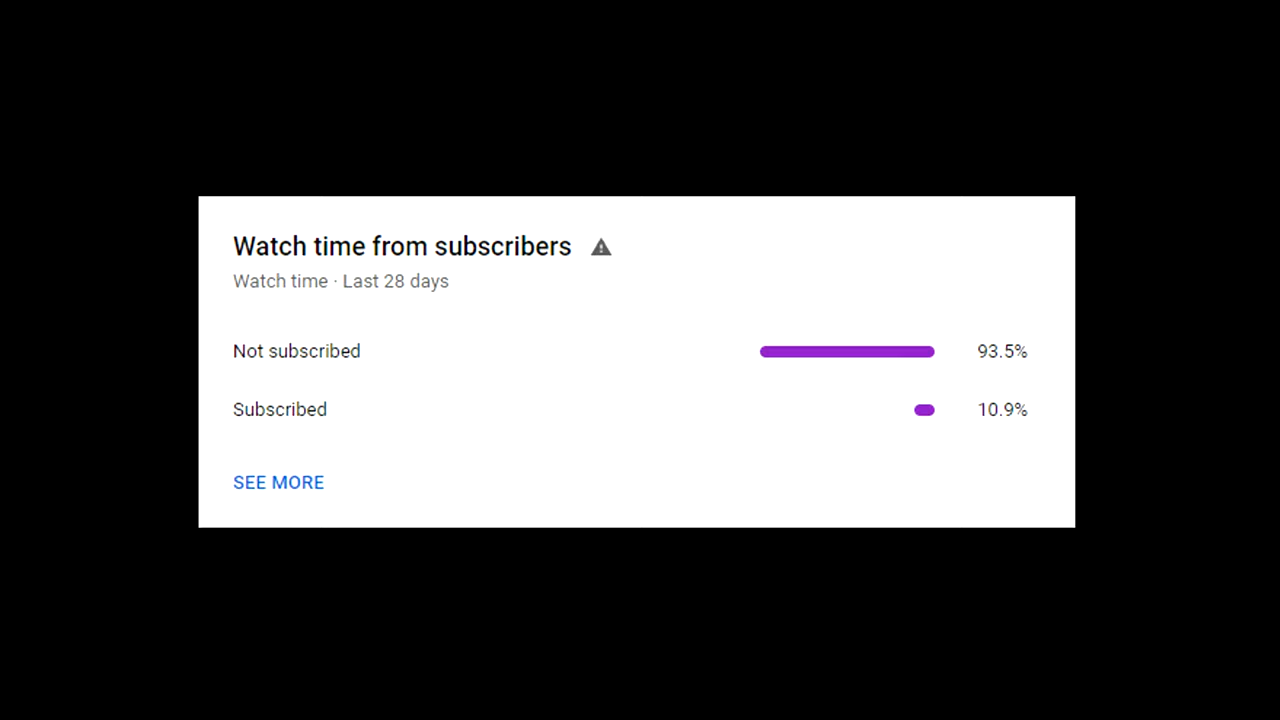 Watch time from subscribers
Watch time · Last 28 days
Not subscribed 93.5%
Subscribed 10.9%
SEE MORE